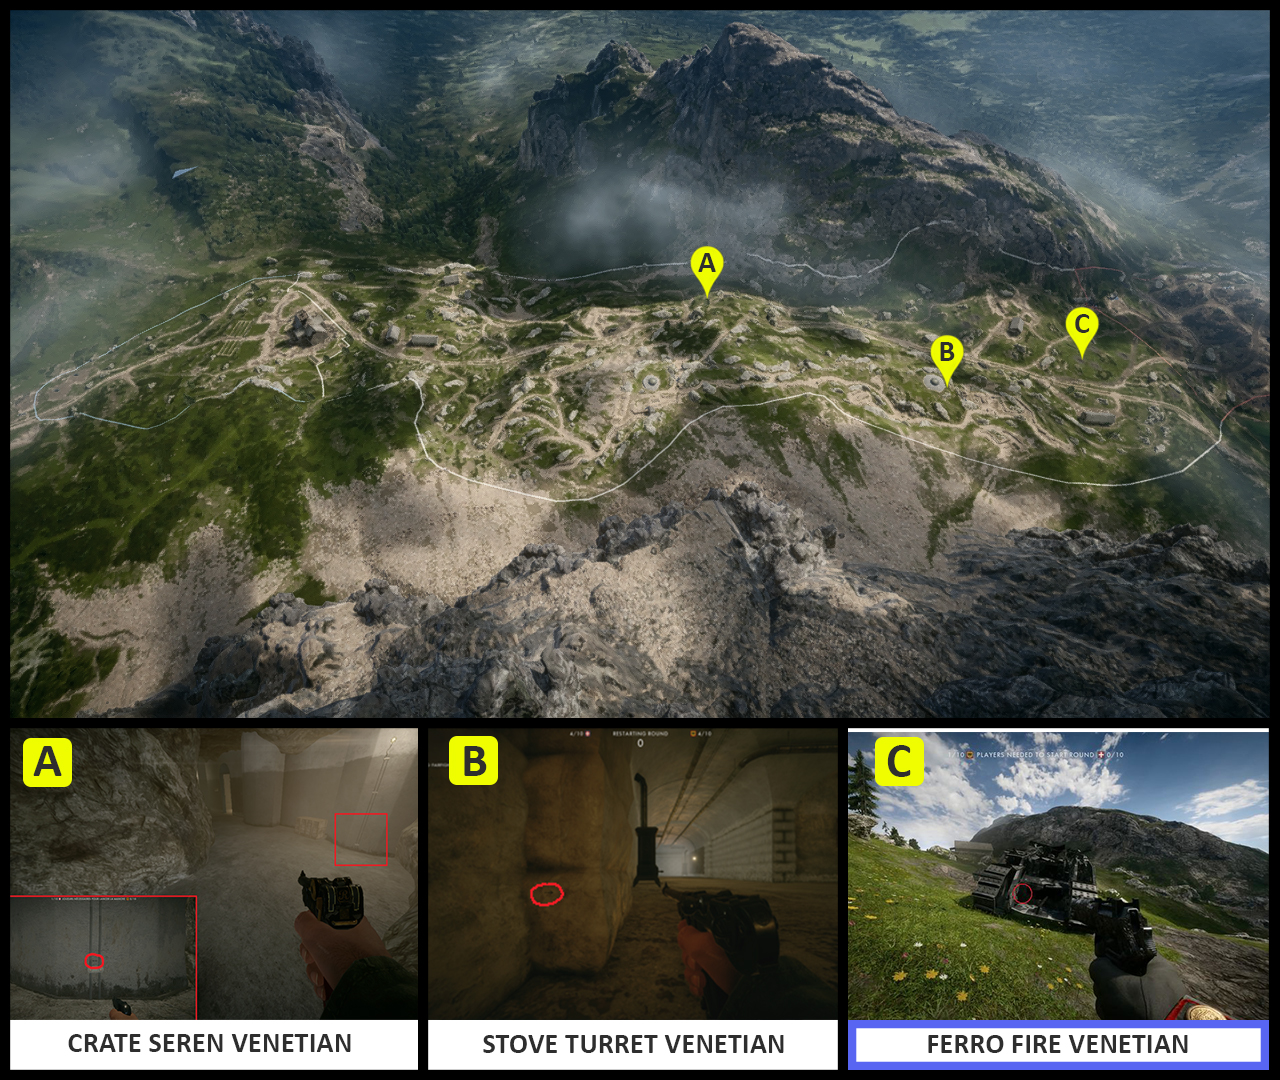 A
B
C
A
B
C
4/10
RESTARTING ROUND
4/10
0
/10
PLAYERS NEEDED TO START ROUND
0/10
CRATE SEREN VENETIAN
STOVE TURRET VENETIAN
FERRO FIRE VENETIAN